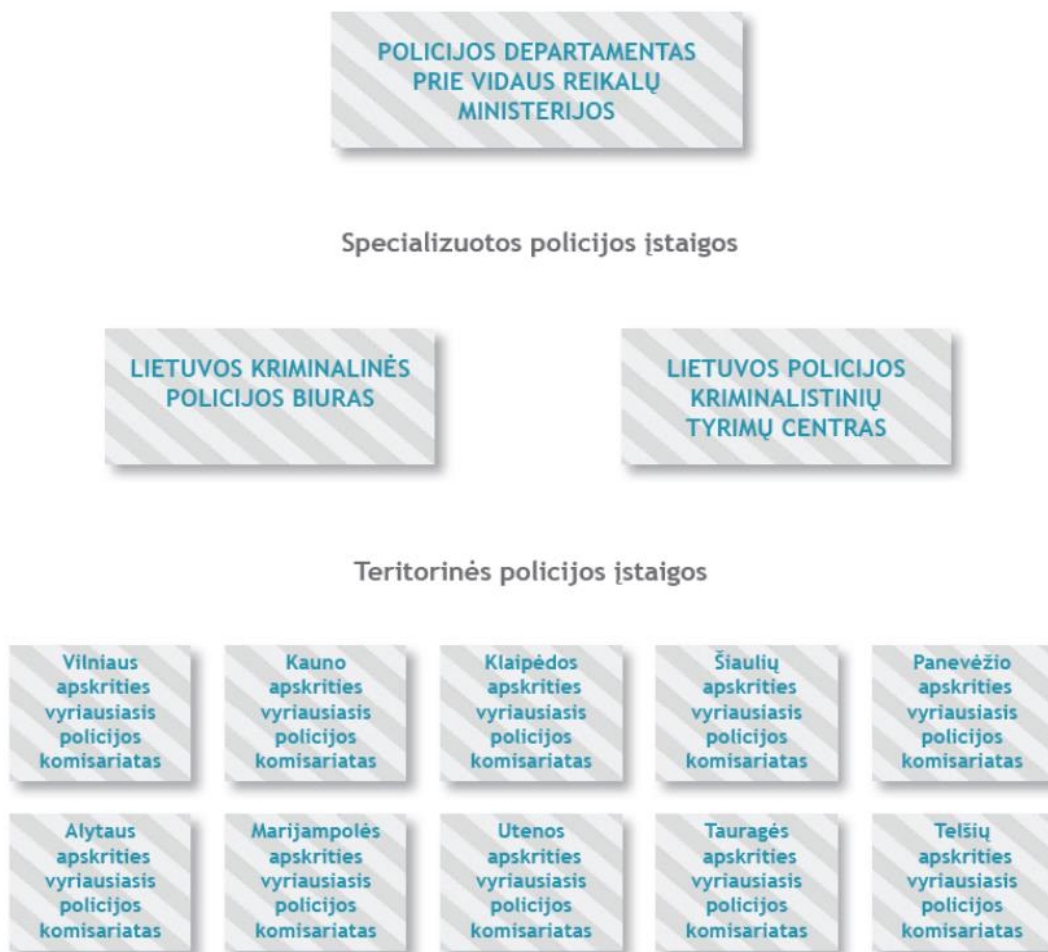 POLICIJOS DEPARTAMENTAS
PRIE VIDAUS REIKALŲ
MINISTERIJOS
Specializuotos policijos įstaigos
LIETUVOS KRIMINALINĖS
POLICIJOS BIURAS
LIETUVOS POLICIJOS
KRIMINALISTINIŲ
TYRIMŲ CENTRAS
Teritorinės policijos įstaigos
Vilniaus
apskrities
vyriausiasis
policijos
komisariatas
Kauno
apskrities
vyriausiasis
policijos
komisariatas
Klaipėdos
apskrities
vyriausiasis
policijos
komisariatas
Šiaulių
apskrities
vyriausiasis
policijos
komisariatas
Panevėžio
apskrities
vyriausiasis
policijos
komisariatas
Alytaus
apskrities
vyriausiasis
policijos
komisariatas
Marijampolės
apskrities
vyriausiasis
policijos
komisariatas
Utenos
apskrities
vyriausiasis
policijos
komisariatas
Tauragės
apskrities
vyriausiasis
policijos
komisariatas
Telšių
apskrities
vyriausiasis
policijos
komisariatas